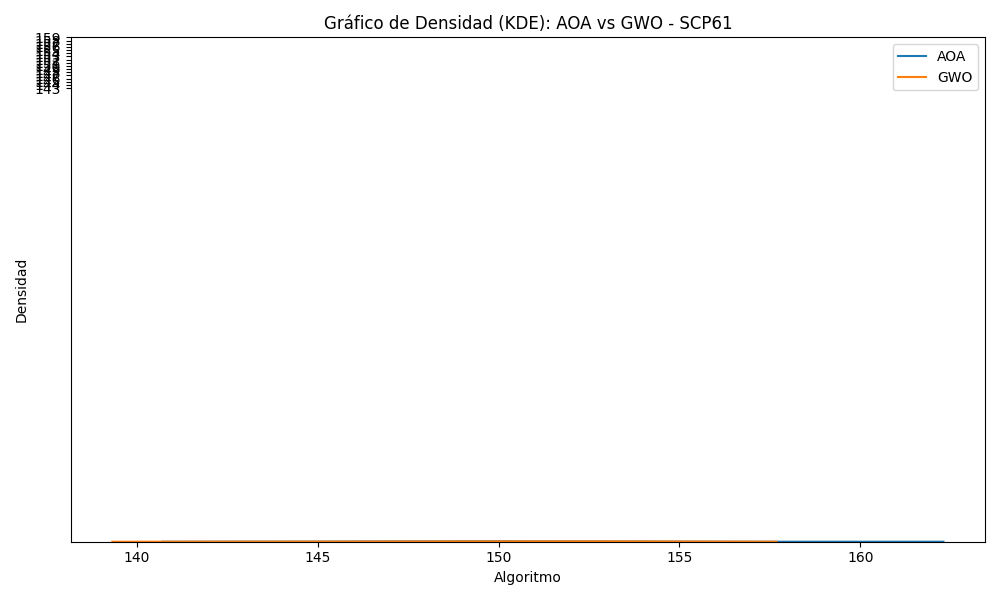 Gráfico de Densidad (KDE): AOA vs GWO - SCP61
159
143
AOA
GWO
Densidad
140 145 150 155 160
Algoritmo